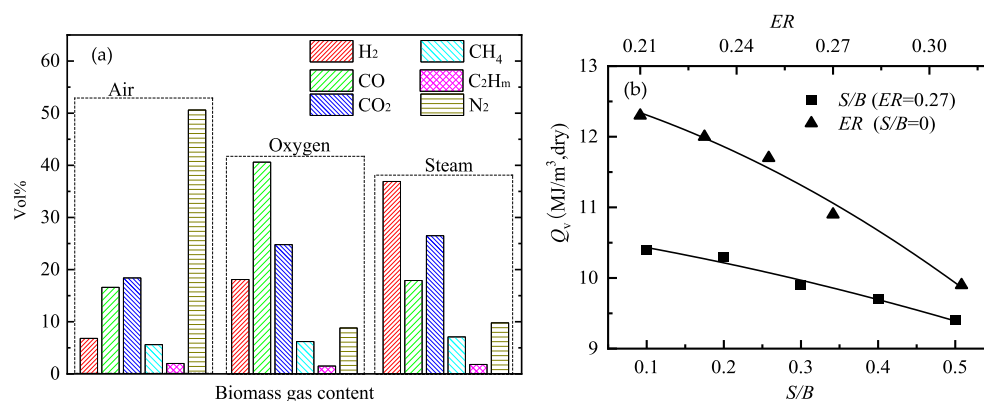 (a)
H₂
CO
CO₂
CH₄
C₂Hₘ
N₂
Air
Oxygen
Steam
60
50
40
30
20
10
0
Vol%
Biomass gas content
ER
0.21
0.24
0.27
0.30
(b)
S/B (ER=0.27)
ER (S/B=0)
13
12
11
10
9
Qᵥ (MJ/m³,dry)
0.1
0.2
0.3
0.4
0.5
S/B